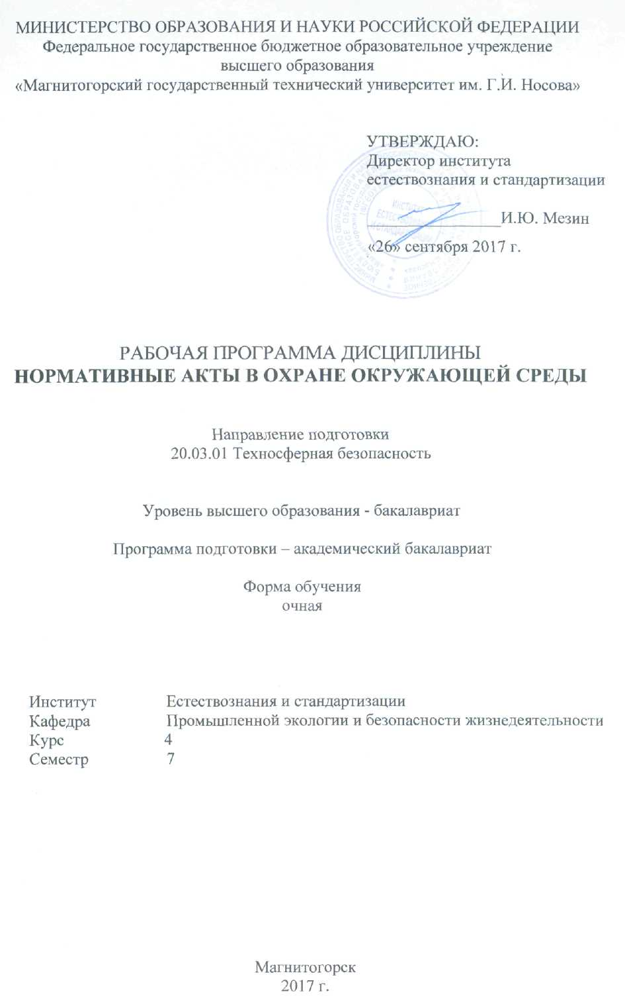 МИНИСТЕРСТВО ОБРАЗОВАНИЯ И НАУКИ РОССИЙСКОЙ ФЕДЕРАЦИИ
Федеральное государственное бюджетное образовательное учреждение
высшего образования
«Магнитогорский государственный технический университет им. Г.И. Носова»
УТВЕРЖДАЮ:
Директор института
естествознания и стандартизации
И.Ю. Мезин
«26» сентября 2017 г.
РАБОЧАЯ ПРОГРАММА ДИСЦИПЛИНЫ
НОРМАТИВНЫЕ АКТЫ В ОХРАНЕ ОКРУЖАЮЩЕЙ СРЕДЫ
Направление подготовки
20.03.01 Техносферная безопасность
Уровень высшего образования - бакалавриат
Программа подготовки – академический бакалавриат
Форма обучения
очная
Институт Естествознания и стандартизации
Кафедра Промышленной экологии и безопасности жизнедеятельности
Курс 4
Семестр 7
Магнитогорск
2017 г.